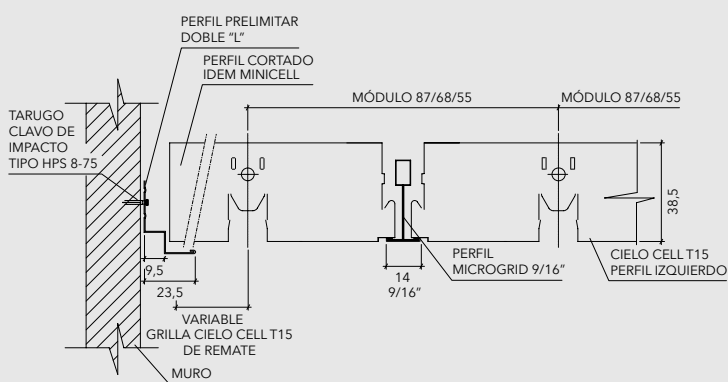 PERFIL PRELIMITAR
DOBLE "L"
PERFIL CORTADO
IDEM MINICELL
MÓDULO 87/68/55
MÓDULO 87/68/55
TARUGO
CLAVO DE
IMPACTO
TIPO HPS 8-75
38,5
9,5
23,5
14
9/16"
PERFIL
MICROGRID 9/16"
CIELO CELL T15
PERFIL IZQUIERDO
VARIABLE
GRILLA CIELO CELL T15
DE REMATE
MURO